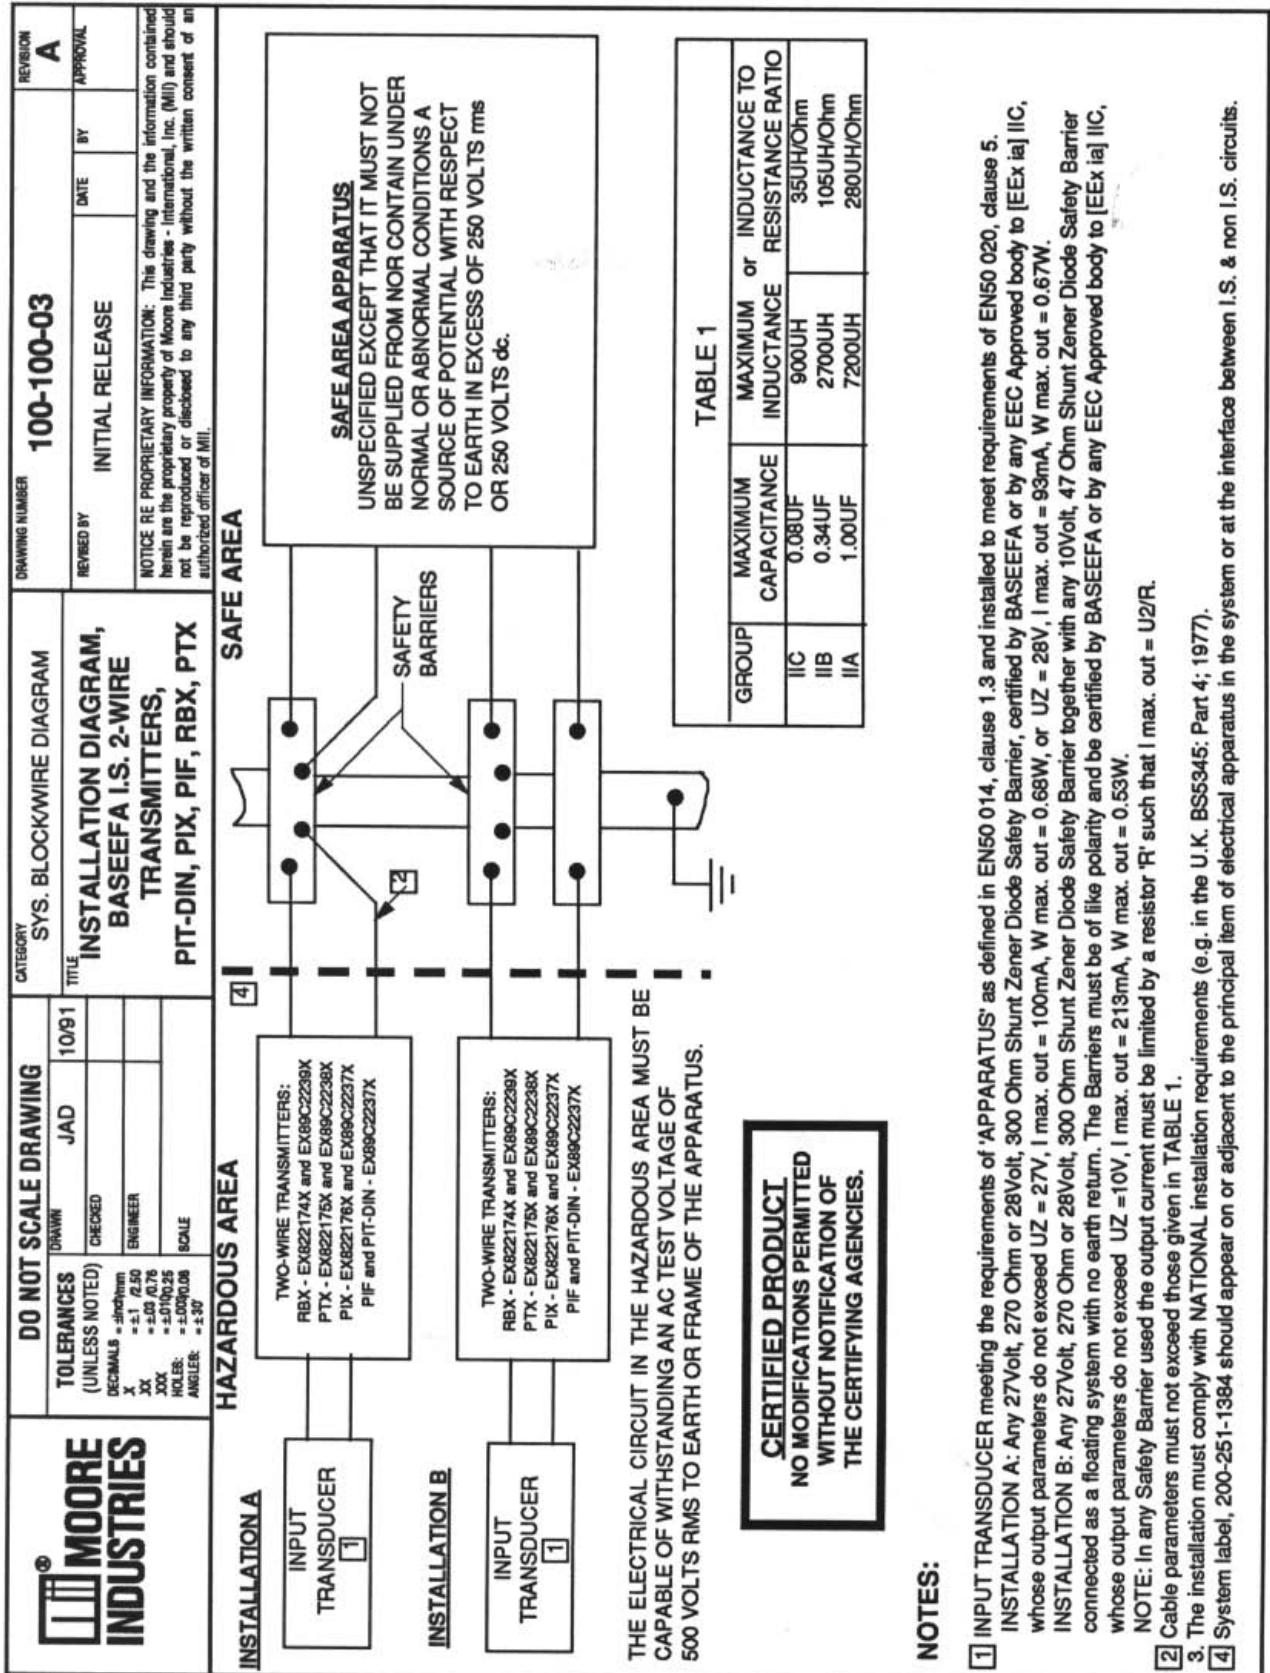 MOORE
INDUSTRIES
®
DO NOT SCALE DRAWING
TOLERANCES
(UNLESS NOTED)
DECIMALS = ±inch/mm
X = ±.1 /2.50
XX = ±.03 /0.76
XXX = ±.010/0.25
HOLES: = ±.003/0.08
ANGLES: = ± 30'
DRAWN JAD 10/91
CHECKED
ENGINEER
SCALE
CATEGORY
SYS. BLOCK/WIRE DIAGRAM
TITLE
INSTALLATION DIAGRAM,
BASEEFA I.S. 2-WIRE
TRANSMITTERS,
PIT-DIN, PIX, PIF, RBX, PTX
DRAWING NUMBER
100-100-03
REVISION
A
REVISED BY
INITIAL RELEASE
DATE
BY
APPROVAL
NOTICE RE PROPRIETARY INFORMATION: This drawing and the information contained
herein are the proprietary property of Moore Industries - International, Inc. (MII) and should
not be reproduced or disclosed to any third party without the written consent of an
authorized officer of MII.
HAZARDOUS AREA
SAFE AREA
4
INSTALLATION A
INPUT
TRANSDUCER
1
TWO-WIRE TRANSMITTERS:
RBX - EX822174X and EX89C2239X
PTX - EX822175X and EX89C2238X
PIX - EX822176X and EX89C2237X
PIF and PIT-DIN - EX89C2237X
2
SAFETY
BARRIERS
SAFE AREA APPARATUS
UNSPECIFIED EXCEPT THAT IT MUST NOT
BE SUPPLIED FROM NOR CONTAIN UNDER
NORMAL OR ABNORMAL CONDITIONS A
SOURCE OF POTENTIAL WITH RESPECT
TO EARTH IN EXCESS OF 250 VOLTS rms
OR 250 VOLTS dc.
INSTALLATION B
INPUT
TRANSDUCER
1
TWO-WIRE TRANSMITTERS:
RBX - EX822174X and EX89C2239X
PTX - EX822175X and EX89C2238X
PIX - EX822176X and EX89C2237X
PIF and PIT-DIN - EX89C2237X
THE ELECTRICAL CIRCUIT IN THE HAZARDOUS AREA MUST BE
CAPABLE OF WITHSTANDING AN AC TEST VOLTAGE OF
500 VOLTS RMS TO EARTH OR FRAME OF THE APPARATUS.
CERTIFIED PRODUCT
NO MODIFICATIONS PERMITTED
WITHOUT NOTIFICATION OF
THE CERTIFYING AGENCIES.
TABLE 1
GROUP MAXIMUM CAPACITANCE MAXIMUM INDUCTANCE or INDUCTANCE TO RESISTANCE RATIO
IIC 0.08UF 900UH 35UH/Ohm
IIB 0.34UF 2700UH 105UH/Ohm
IIA 1.00UF 7200UH 280UH/Ohm
NOTES:
1 INPUT TRANSDUCER meeting the requirements of 'APPARATUS' as defined in EN50 014, clause 1.3 and installed to meet requirements of EN50 020, clause 5.
INSTALLATION A: Any 27Volt, 270 Ohm or 28Volt, 300 Ohm Shunt Zener Diode Safety Barrier, certified by BASEEFA or by any EEC Approved body to [EEx ia] IIC,
whose output parameters do not exceed UZ = 27V, I max. out = 100mA, W max. out = 0.68W, or UZ = 28V, I max. out = 93mA, W max. out = 0.67W.
INSTALLATION B: Any 27Volt, 270 Ohm or 28Volt, 300 Ohm Shunt Zener Diode Safety Barrier together with any 10Volt, 47 Ohm Shunt Zener Diode Safety Barrier
connected as a floating system with no earth return. The Barriers must be of like polarity and be certified by BASEEFA or by any EEC Approved body to [EEx ia] IIC,
whose output parameters do not exceed UZ =10V, I max. out = 213mA, W max. out = 0.53W.
NOTE: In any Safety Barrier used the output current must be limited by a resistor 'R' such that I max. out = U2/R.
2 Cable parameters must not exceed those given in TABLE 1.
3. The installation must comply with NATIONAL installation requirements (e.g. in the U.K. BS5345: Part 4; 1977).
4 System label, 200-251-1384 should appear on or adjacent to the principal item of electrical apparatus in the system or at the interface between I.S. & non I.S. circuits.